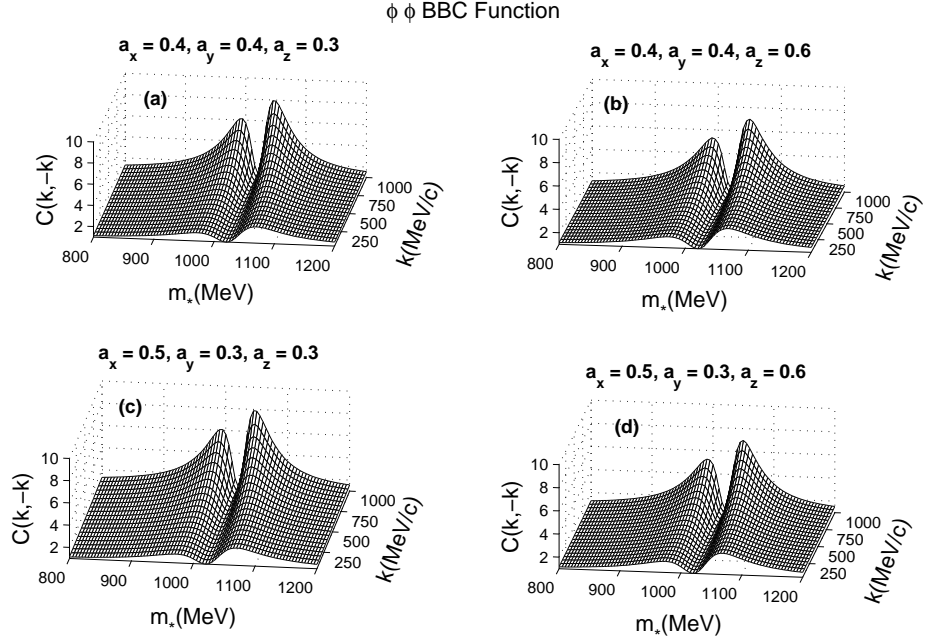 ϕ ϕ BBC Function
a_x = 0.4, a_y = 0.4, a_z = 0.3
(a)
C(k,−k)
10
8
6
4
2
800
900
1000
1100
1200
m_*(MeV)
250
500
750
1000
k(MeV/c)
a_x = 0.4, a_y = 0.4, a_z = 0.6
(b)
C(k,−k)
10
8
6
4
2
800
900
1000
1100
1200
m_*(MeV)
250
500
750
1000
k(MeV/c)
a_x = 0.5, a_y = 0.3, a_z = 0.3
(c)
C(k,−k)
10
8
6
4
2
800
900
1000
1100
1200
m_*(MeV)
250
500
750
1000
k(MeV/c)
a_x = 0.5, a_y = 0.3, a_z = 0.6
(d)
C(k,−k)
10
8
6
4
2
800
900
1000
1100
1200
m_*(MeV)
250
500
750
1000
k(MeV/c)